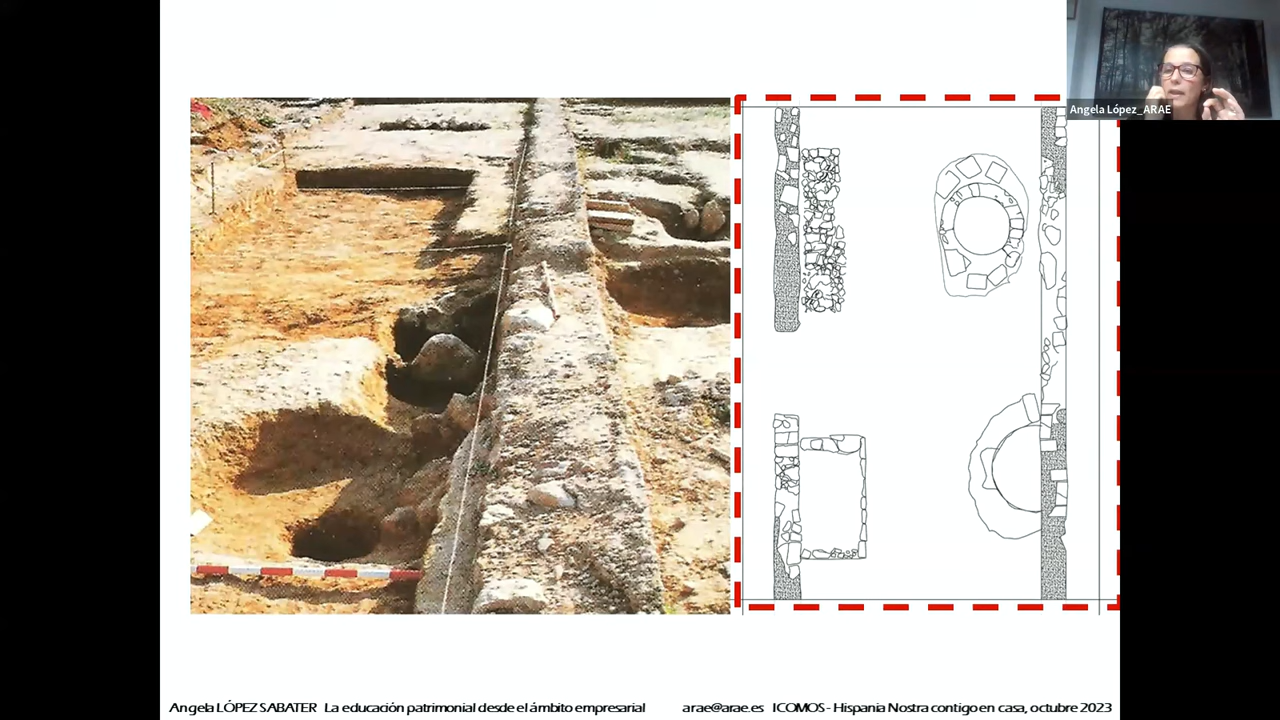 Angela López_ARAE
Angela LÓPEZ SABATER La educación patrimonial desde el ámbito empresarial arae@arae.es ICOMOS - Hispania Nostra contigo en casa, octubre 2023